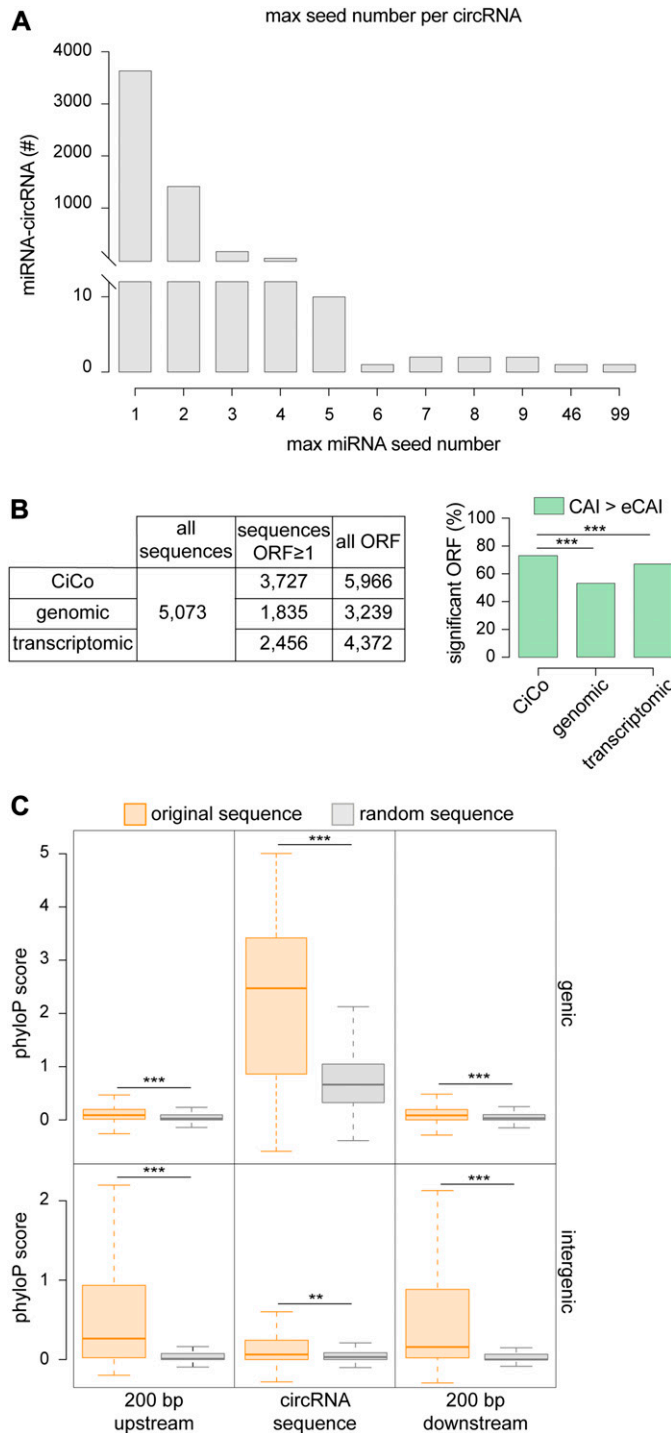 A
max seed number per circRNA
miRNA-circRNA (#)
4000
3000
2000
1000
10
0
1 2 3 4 5 6 7 8 9 46 99
max miRNA seed number
B
all sequences
sequences ORF≥1
all ORF
CiCo 5,073 3,727 5,966
genomic 1,835 3,239
transcriptomic 2,456 4,372
CAI > eCAI
significant ORF (%)
100
80
60
40
20
0
***
***
CiCo
genomic
transcriptomic
C
original sequence
random sequence
phyloP score
5
4
3
2
1
0
***
***
***
genic
phyloP score
2
1
0
***
**
***
intergenic
200 bp upstream
circRNA sequence
200 bp downstream